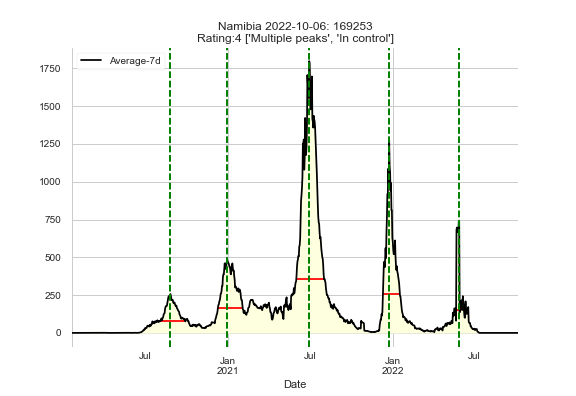 Namibia 2022-10-06: 169253
Rating:4 ['Multiple peaks', 'In control']
Average-7d
1750
1500
1250
1000
750
500
250
0
Jul
Jan
2021
Jul
Jan
2022
Jul
Date